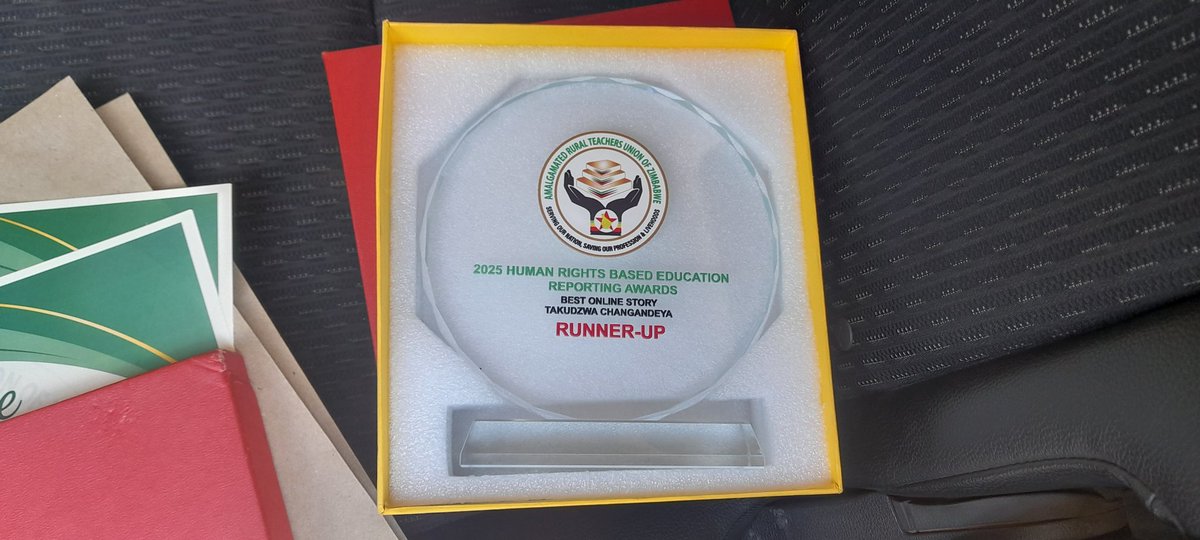 AMALGAMATED RURAL TEACHERS UNION OF ZIMBABWE
SERVING OUR NATION, SAVING OUR PROFESSION & LIVEIHOOD
2025 HUMAN RIGHTS BASED EDUCATION
REPORTING AWARDS
BEST ONLINE STORY
TAKUDZWA CHANGANDEYA
RUNNER-UP